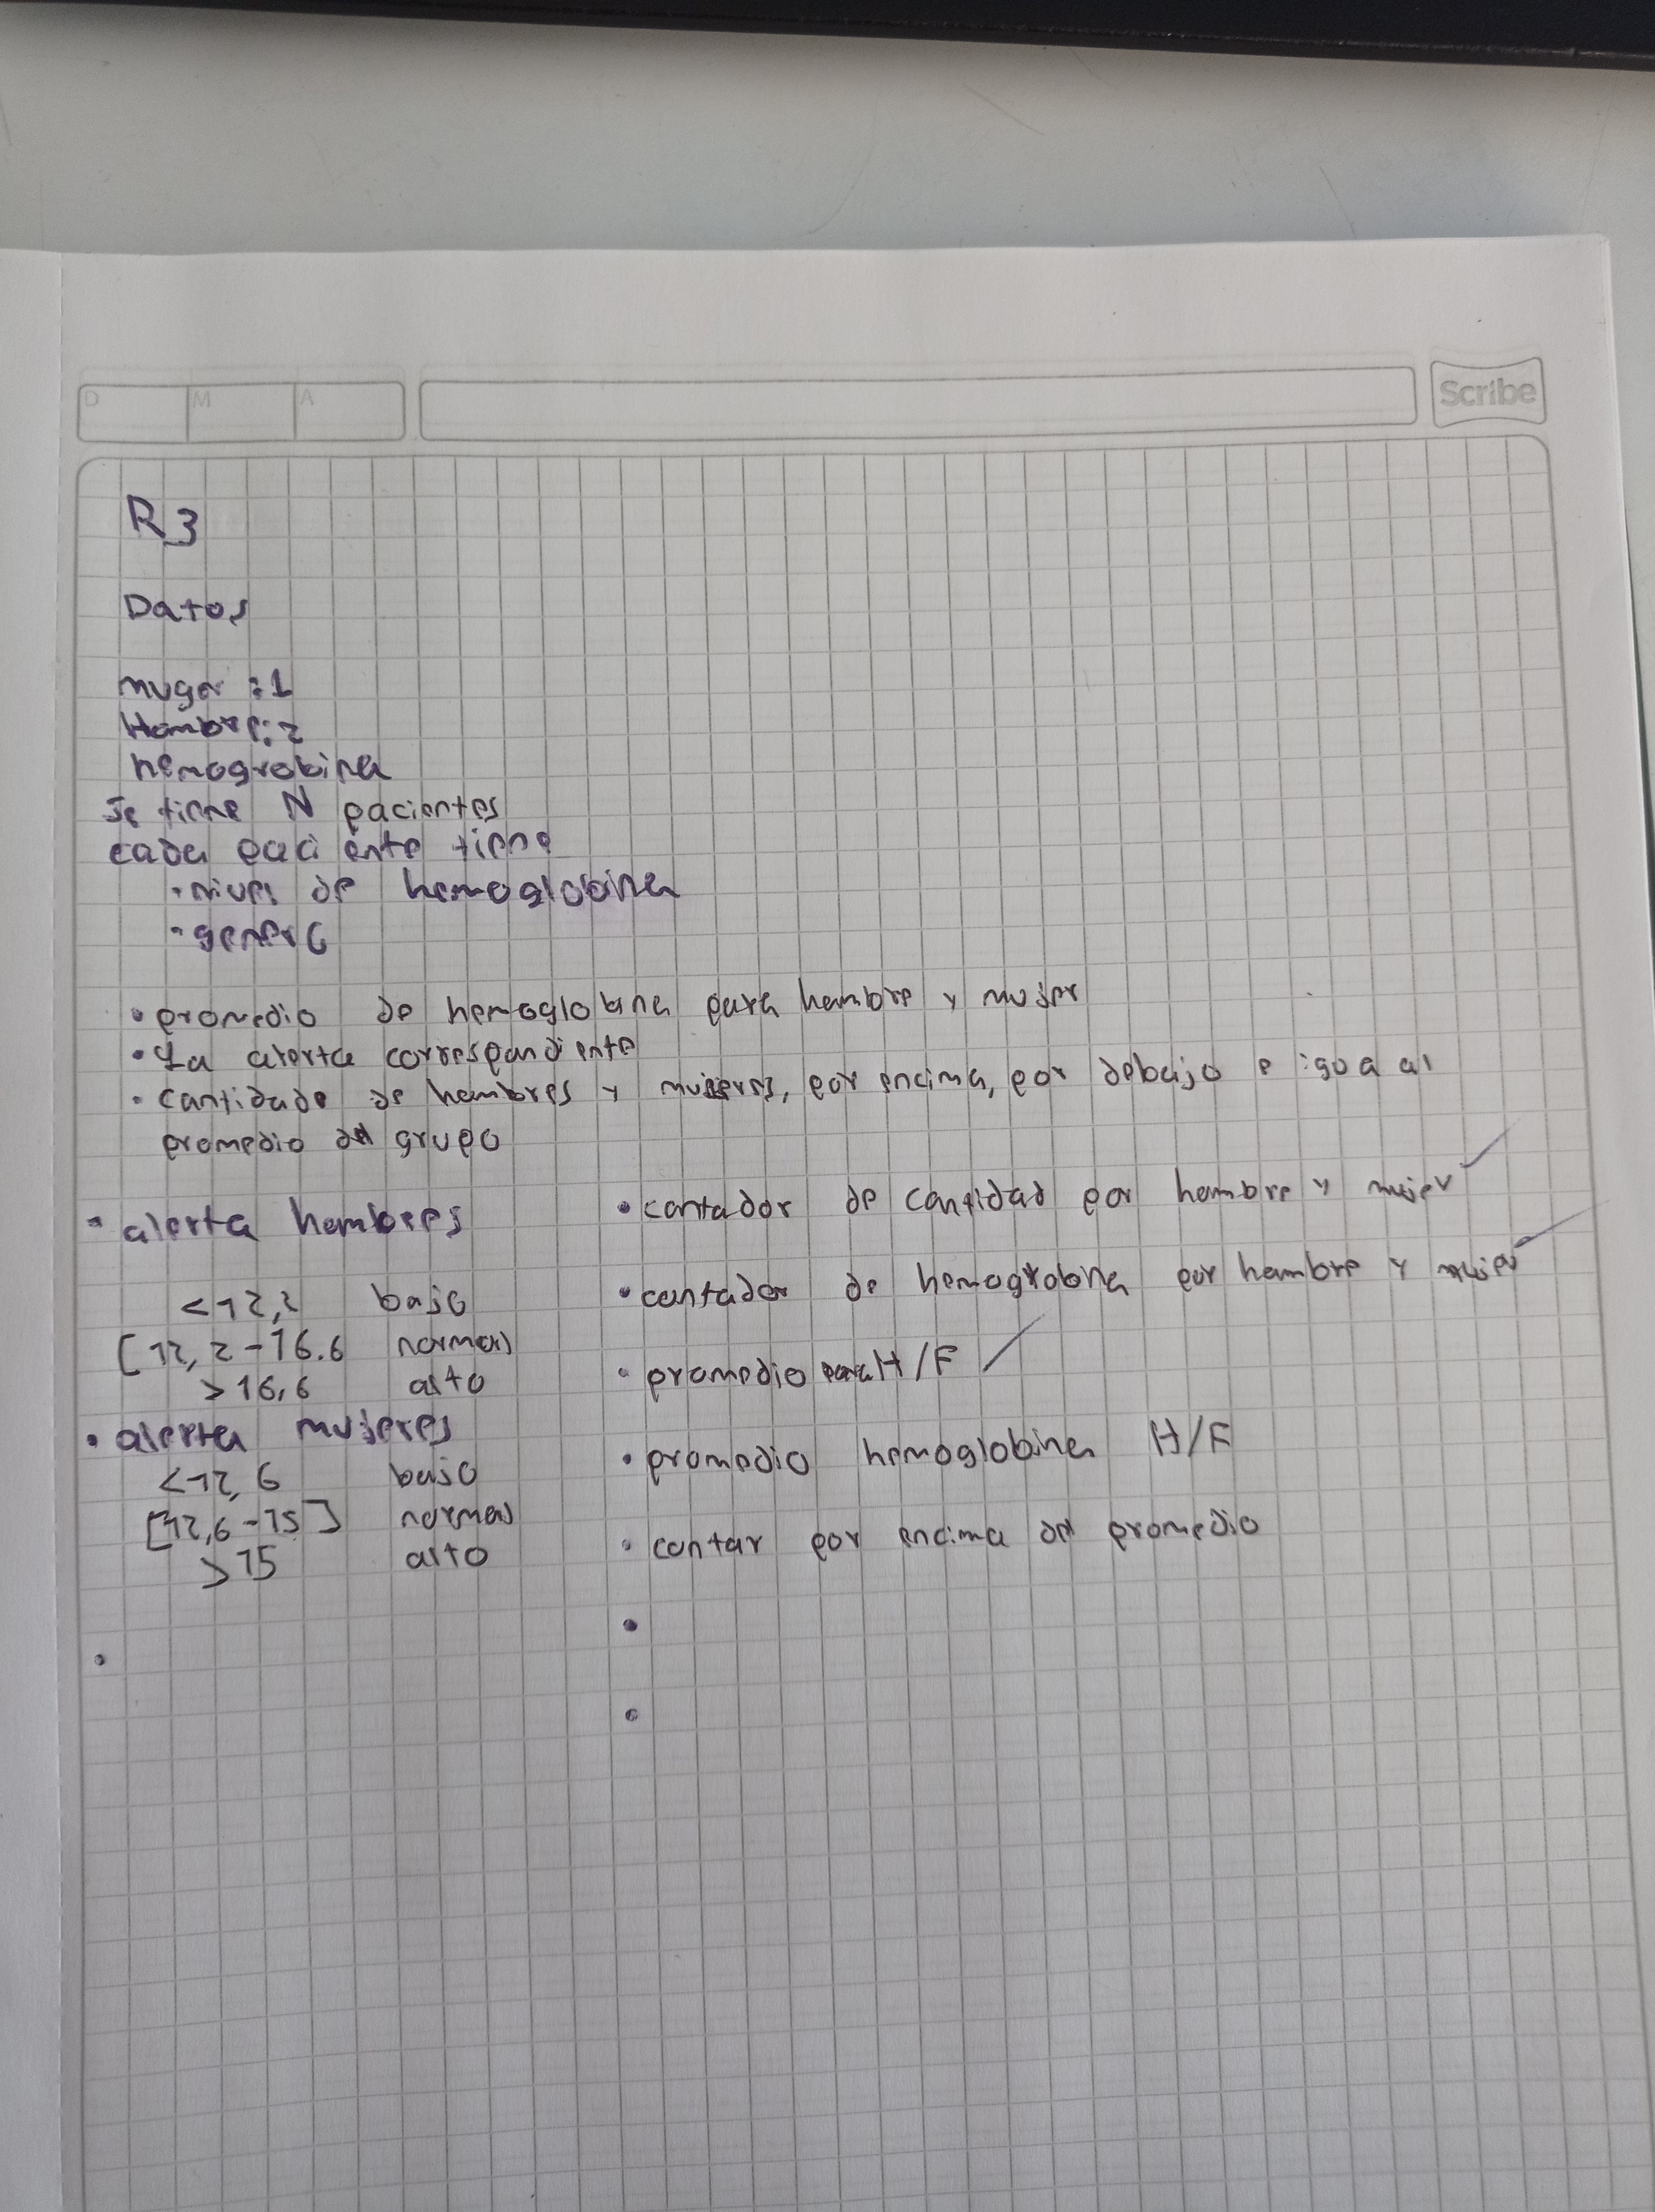 D M A
Scribe
R3
Datos
muger : 1
Hombre: 2
hemogrobina
Se tiene N pacientes
cada paciente tiene
• nivel de hemoglobina
• genero
• promedio de hemoglobina para hombre y mujer
• La alerta correspondiente
• cantidade de hombres y mujeres, por encima, por debajo e igua al
promedio del grupo
• alerta hombres
<12,2 bajo
[12,2-16.6 normal
>16,6 alto
• alerta mujeres
<12,6 bajo
[12,6-15] normal
>15 alto
• contador de cantidad por hombre y mujer
• contador de hemogrobina por hombre y mujer
• promedio para H/F
• promedio hemoglobina H/F
• contar por encima del promedio